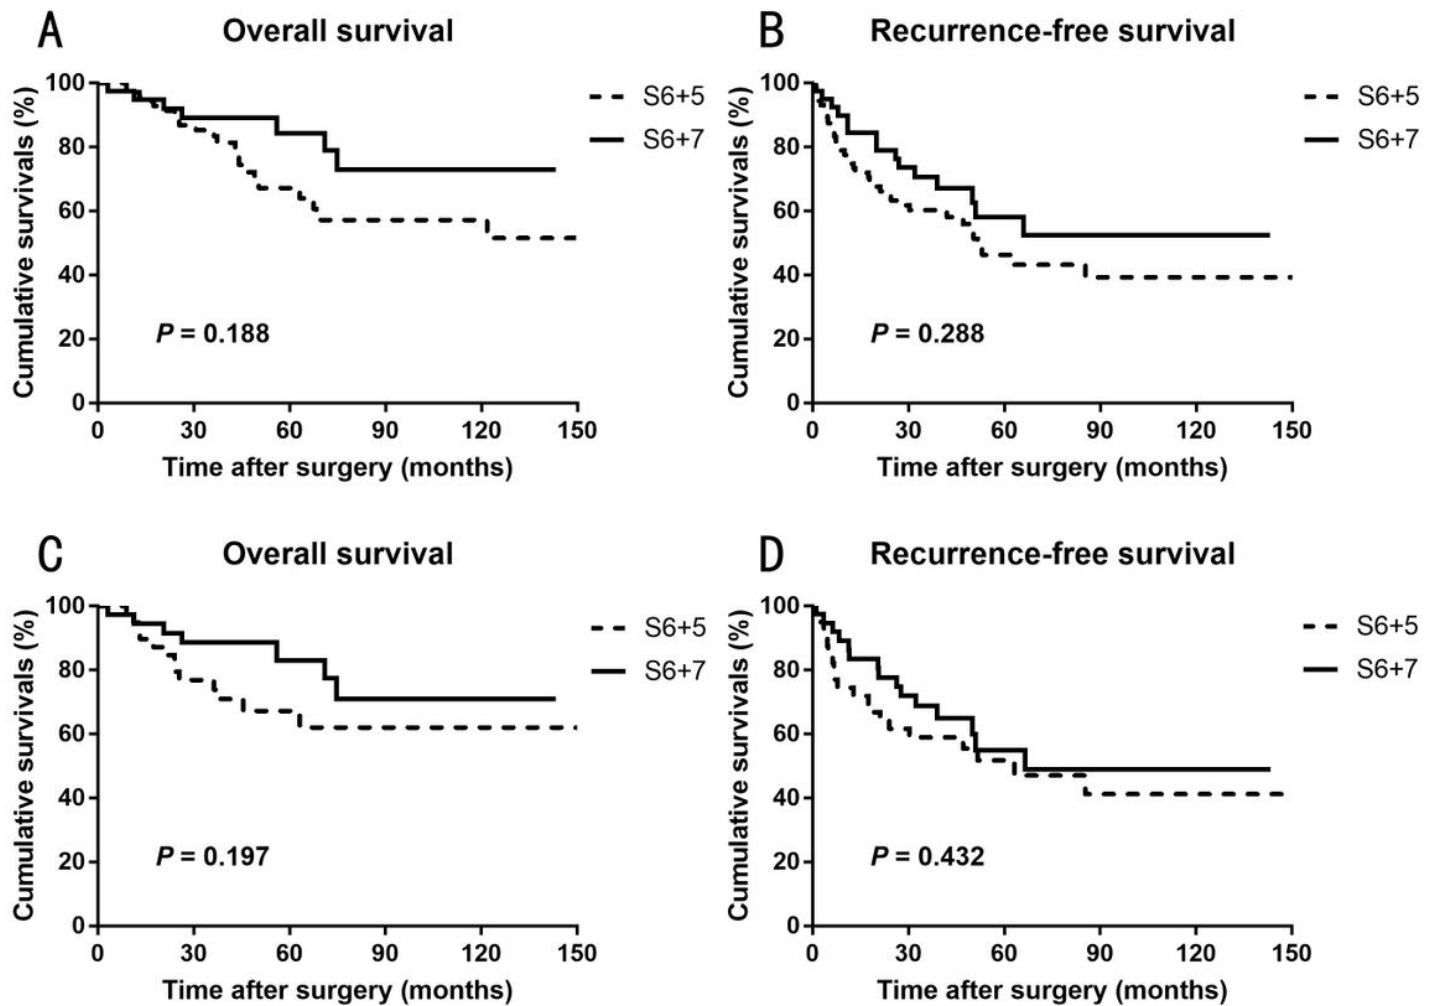 A
Overall survival
Cumulative survivals (%)
100
80
60
40
20
0
0 30 60 90 120 150
Time after surgery (months)
S6+5
S6+7
P = 0.188
B
Recurrence-free survival
Cumulative survivals (%)
100
80
60
40
20
0
0 30 60 90 120 150
Time after surgery (months)
S6+5
S6+7
P = 0.288
C
Overall survival
Cumulative survivals (%)
100
80
60
40
20
0
0 30 60 90 120 150
Time after surgery (months)
S6+5
S6+7
P = 0.197
D
Recurrence-free survival
Cumulative survivals (%)
100
80
60
40
20
0
0 30 60 90 120 150
Time after surgery (months)
S6+5
S6+7
P = 0.432